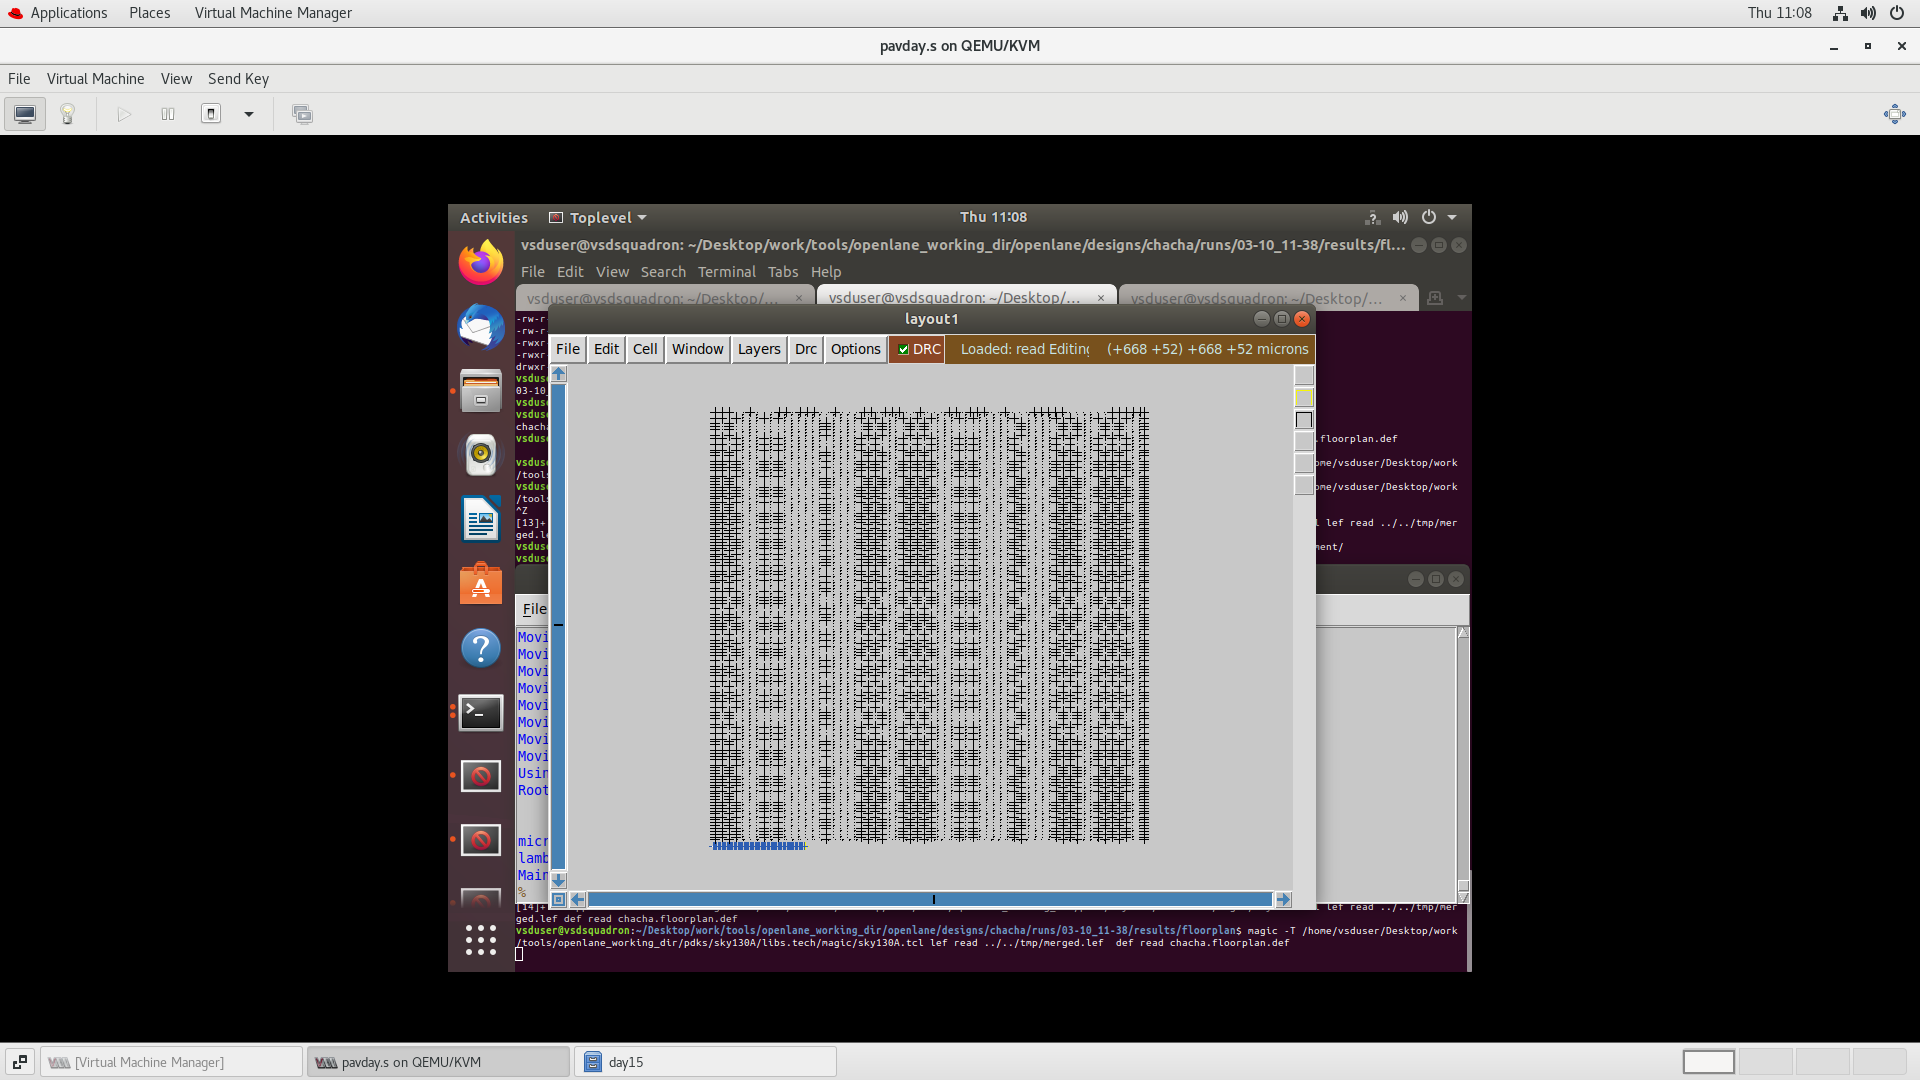 Applications Places Virtual Machine Manager Thu 11:08
pavday.s on QEMU/KVM
File Virtual Machine View Send Key
Activities Toplevel Thu 11:08
vsduser@vsdsquadron: ~/Desktop/work/tools/openlane_working_dir/openlane/designs/chacha/runs/03-10_11-38/results/fl...
File Edit View Search Terminal Tabs Help
vsduser@vsdsquadron: ~/Desktop/... × vsduser@vsdsquadron: ~/Desktop/... × vsduser@vsdsquadron: ~/Desktop/... ×
layout1
File Edit Cell Window Layers Drc Options DRC Loaded: read Editing (+668 +52) +668 +52 microns
-rw-r
-rw-r
-rwxr
-rwxr
drwxr
vsdus
03-10
vsdus
vsdus
chacha
vsdus .floorplan.def
vsdus ome/vsduser/Desktop/work
/tools
vsdus ome/vsduser/Desktop/work
/tools
^Z
[13]+ l lef read ../../tmp/mer
ged.le
vsdus ment/
vsdus
File
Movi
Movi
Movi
Movi
Movi
Movi
Movi
Movi
Usin
Root
micr
lamb
Main
%
[14]+ l lef read ../../tmp/mer
ged.lef def read chacha.floorplan.def
vsduser@vsdsquadron:~/Desktop/work/tools/openlane_working_dir/openlane/designs/chacha/runs/03-10_11-38/results/floorplan$ magic -T /home/vsduser/Desktop/work
/tools/openlane_working_dir/pdks/sky130A/libs.tech/magic/sky130A.tcl lef read ../../tmp/merged.lef  def read chacha.floorplan.def
[Virtual Machine Manager] pavday.s on QEMU/KVM day15